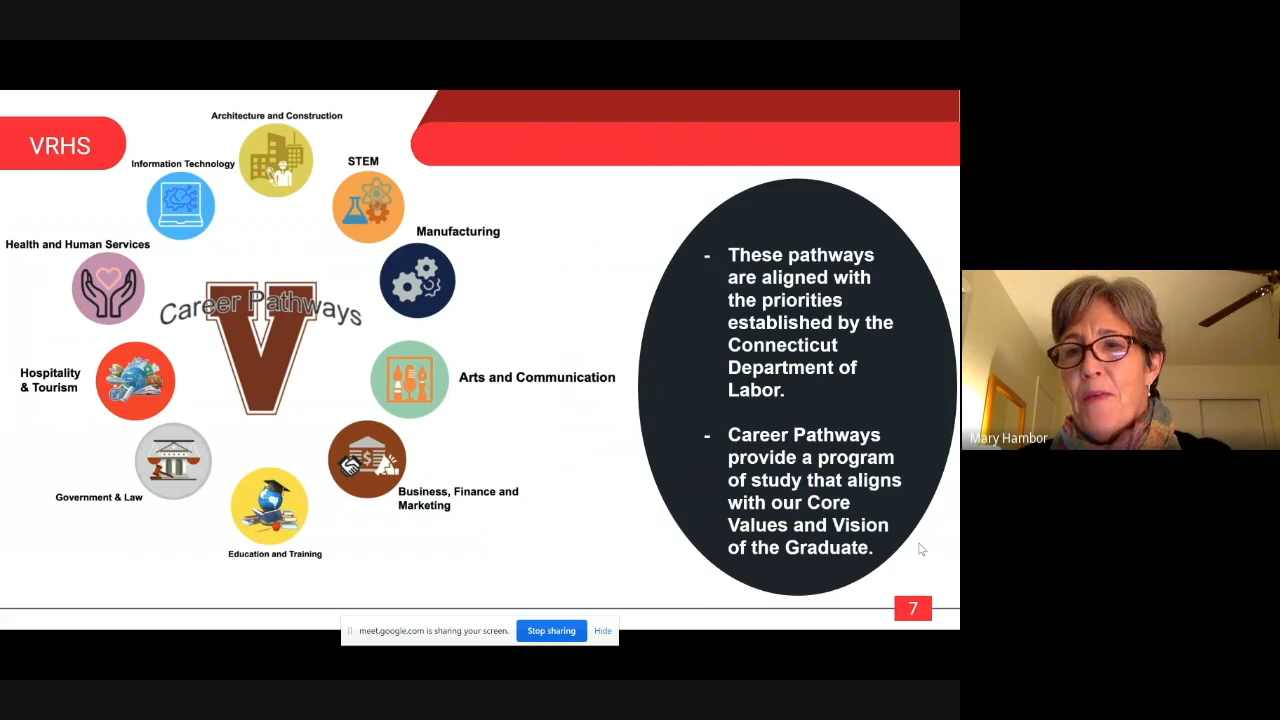 VRHS
Architecture and Construction
Information Technology
STEM
Health and Human Services
Manufacturing
Career Pathways
V
Hospitality
& Tourism
Arts and Communication
Government & Law
Business, Finance and
Marketing
Education and Training
- These pathways
are aligned with
the priorities
established by the
Connecticut
Department of
Labor.
- Career Pathways
provide a program
of study that aligns
with our Core
Values and Vision
of the Graduate.
7
meet.google.com is sharing your screen.
Stop sharing
Hide
Mary Hambor